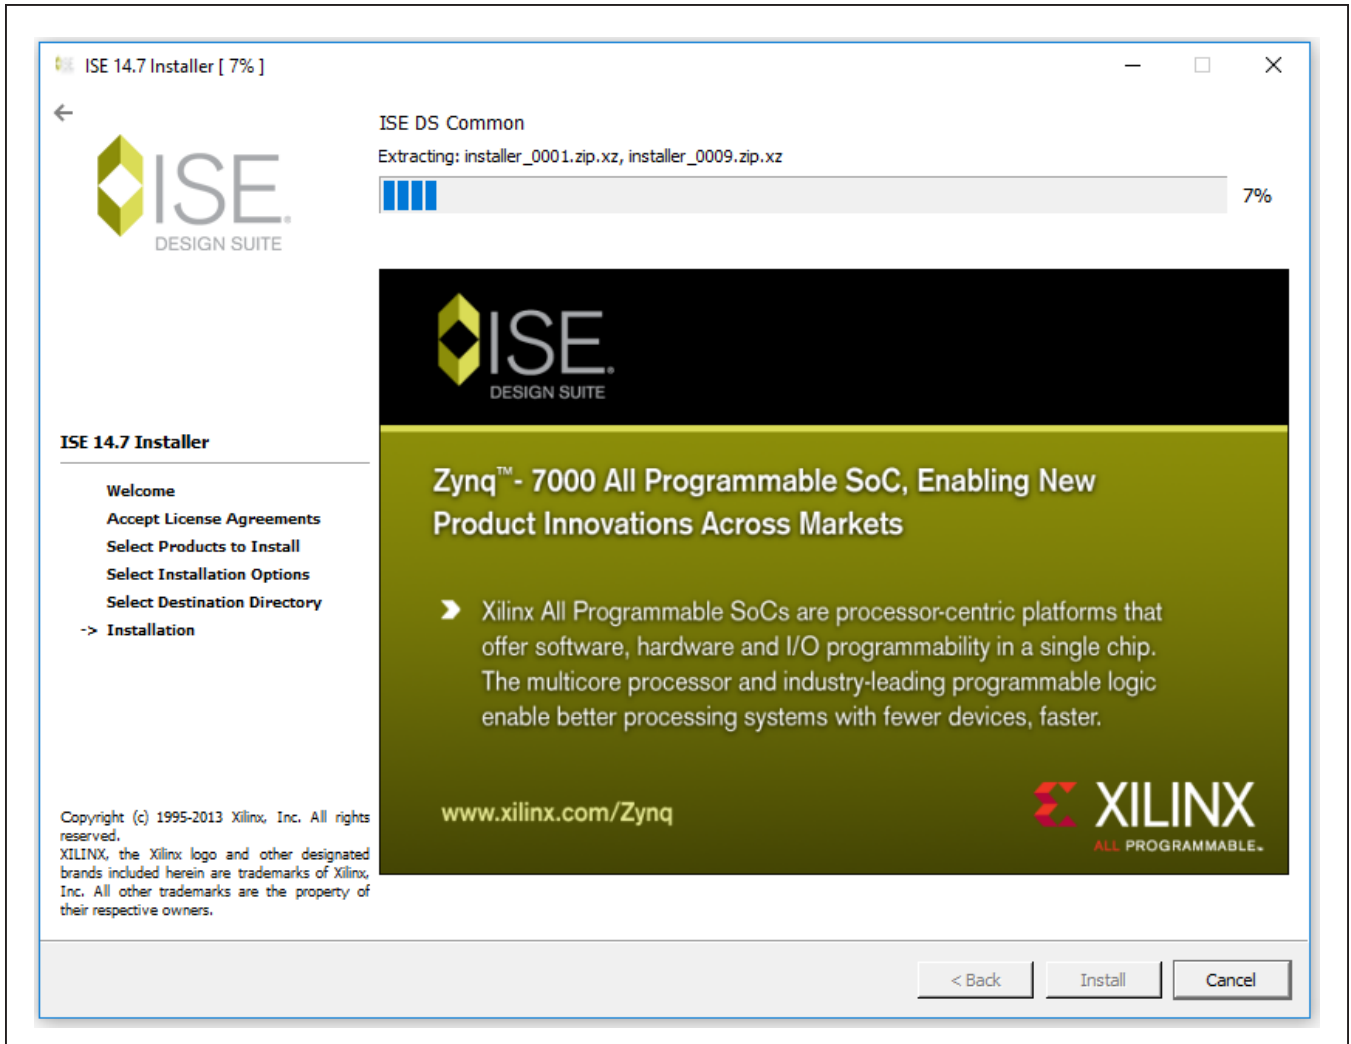 ISE 14.7 Installer [ 7% ]
ISE®
DESIGN SUITE
ISE DS Common
Extracting: installer_0001.zip.xz, installer_0009.zip.xz
7%
ISE®
DESIGN SUITE
Zynq™- 7000 All Programmable SoC, Enabling New
Product Innovations Across Markets
Xilinx All Programmable SoCs are processor-centric platforms that
offer software, hardware and I/O programmability in a single chip.
The multicore processor and industry-leading programmable logic
enable better processing systems with fewer devices, faster.
www.xilinx.com/Zynq
XILINX
ALL PROGRAMMABLE™
ISE 14.7 Installer
Welcome
Accept License Agreements
Select Products to Install
Select Installation Options
Select Destination Directory
-> Installation
Copyright (c) 1995-2013 Xilinx, Inc. All rights
reserved.
XILINX, the Xilinx logo and other designated
brands included herein are trademarks of Xilinx,
Inc. All other trademarks are the property of
their respective owners.
< Back
Install
Cancel